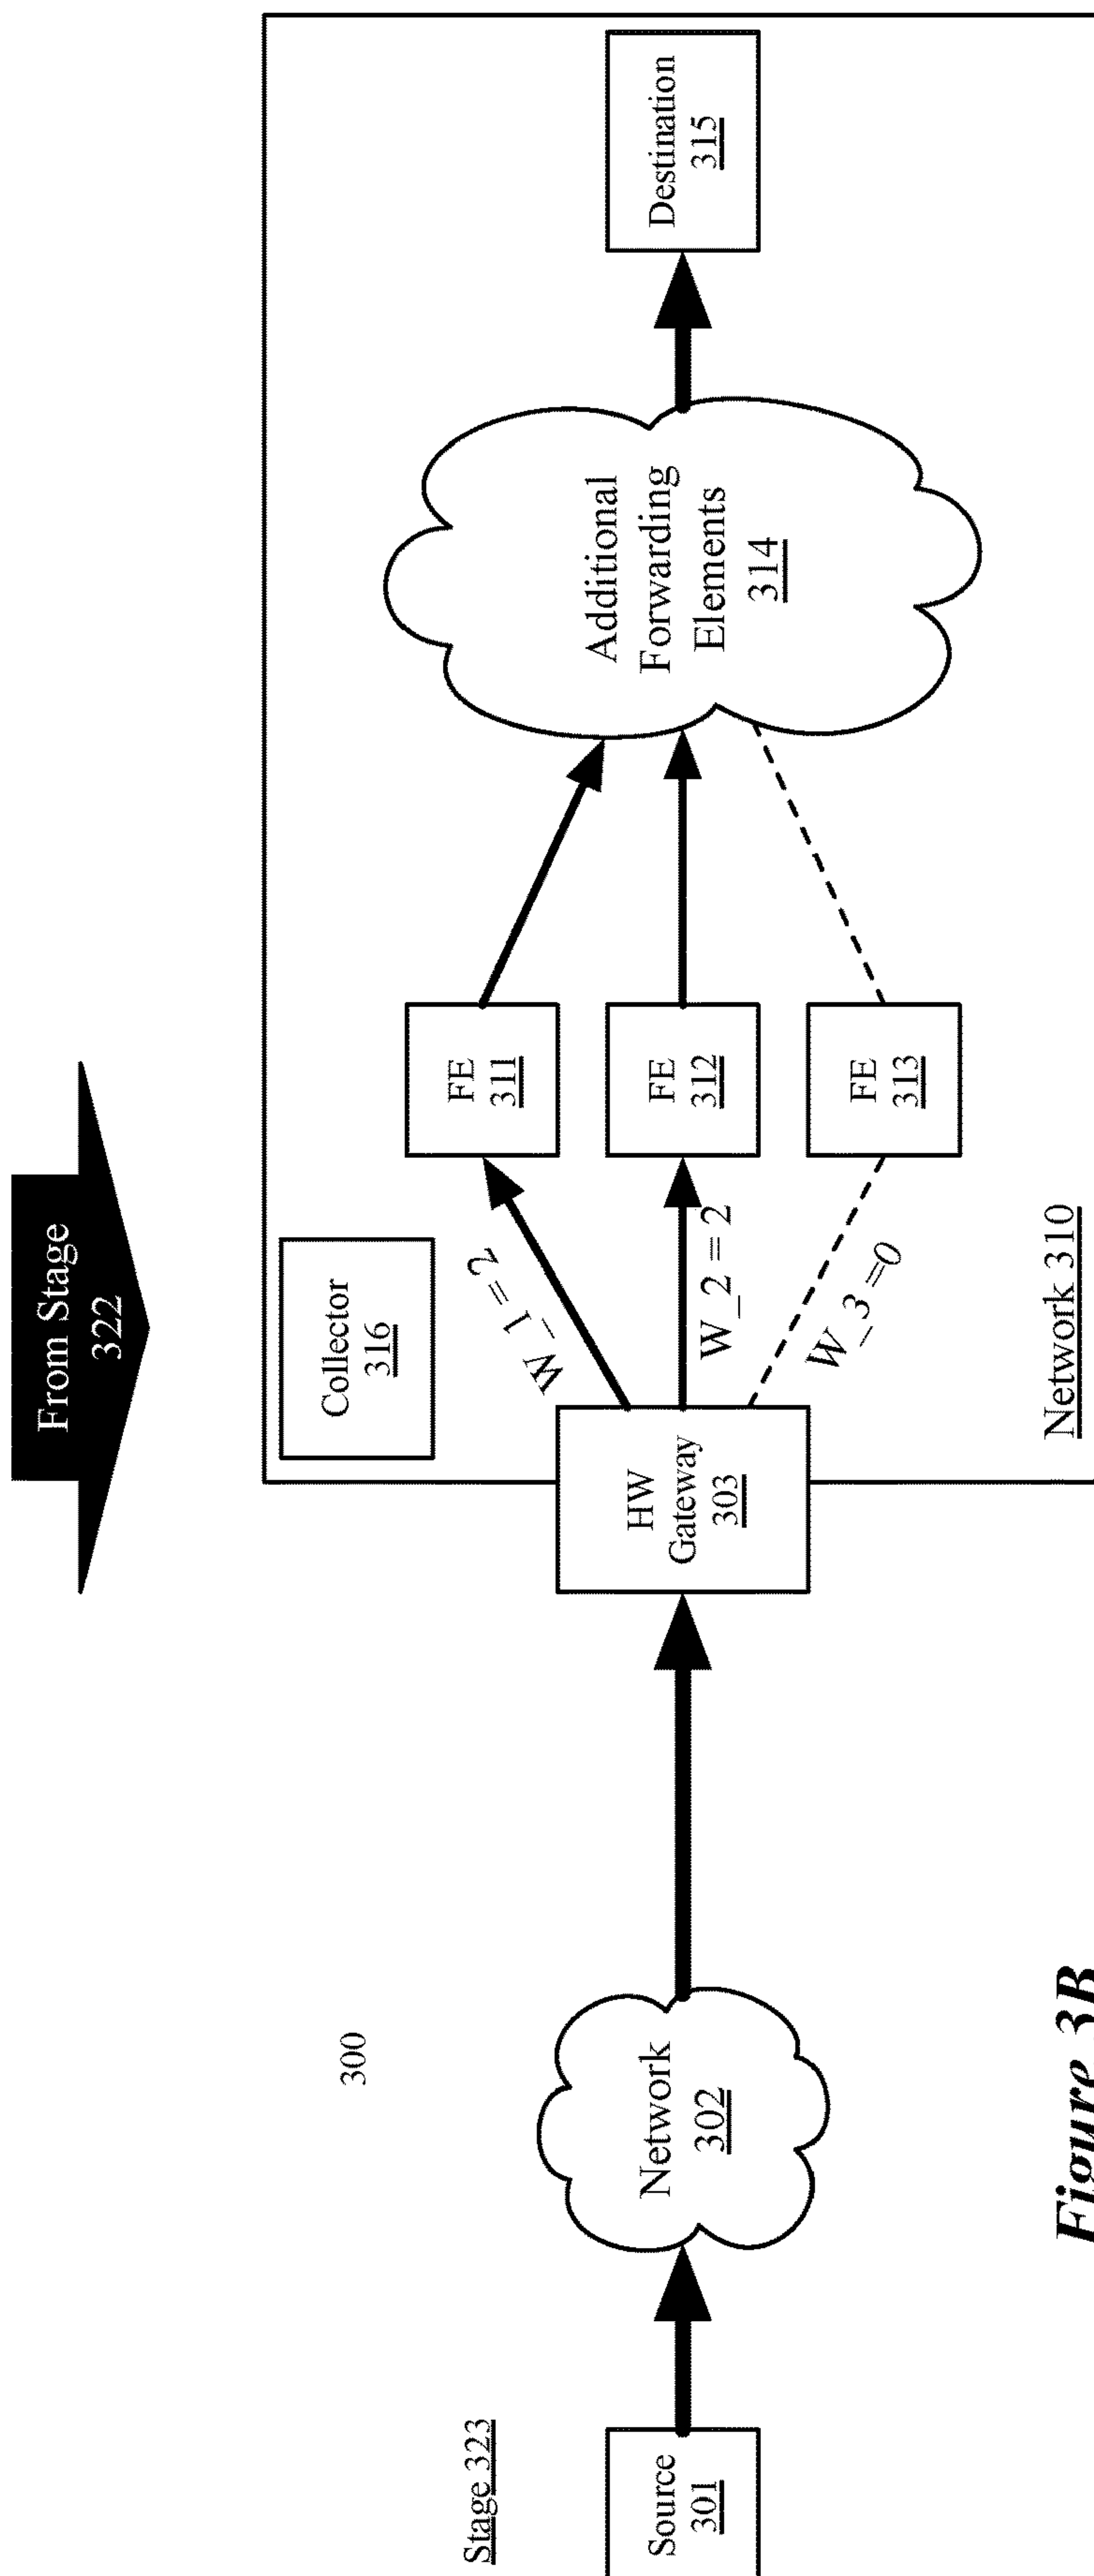 From Stage
322
Stage 323
300
Source
301
Network
302
HW
Gateway
303
Collector
316
W_1 = 2
W_2 = 2
W_3 =0
FE
311
FE
312
FE
313
Additional
Forwarding
Elements
314
Destination
315
Network 310
Figure 3B